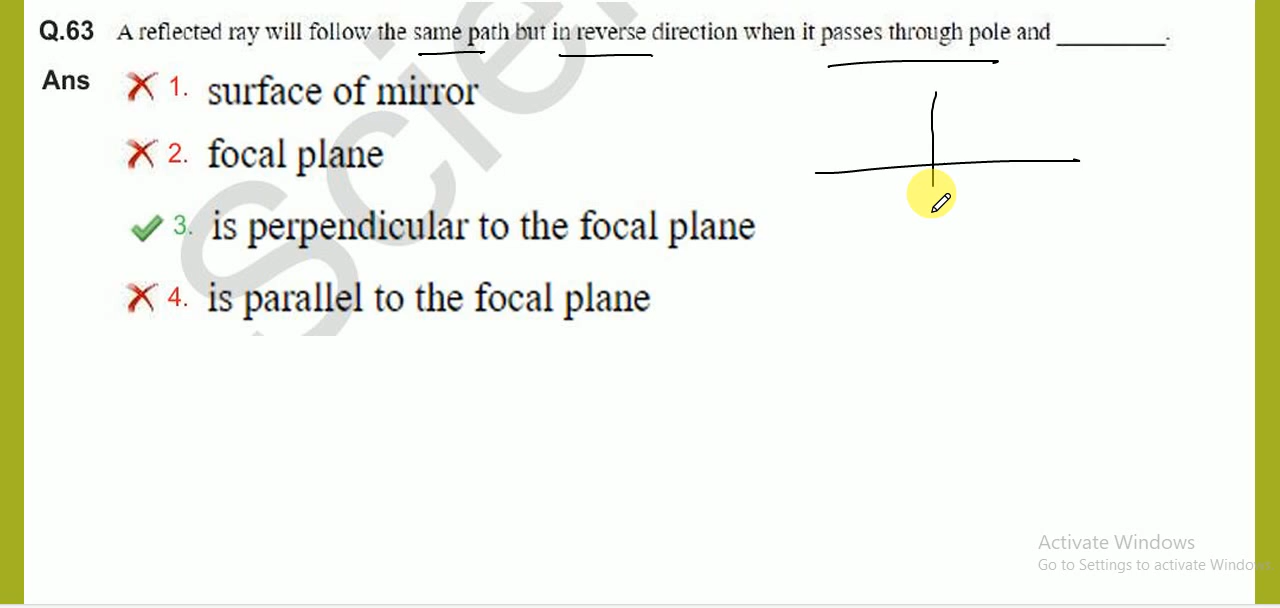 Q.63 A reflected ray will follow the same path but in reverse direction when it passes through pole and __________.
Ans
1. surface of mirror
2. focal plane
3. is perpendicular to the focal plane
4. is parallel to the focal plane
Activate Windows
Go to Settings to activate Windows